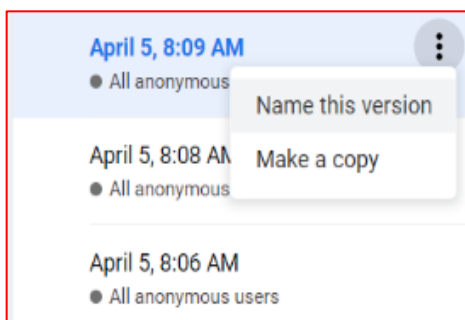 April 5, 8:09 AM
All anonymous
Name this version
April 5, 8:08 AM
Make a copy
All anonymous
April 5, 8:06 AM
All anonymous users